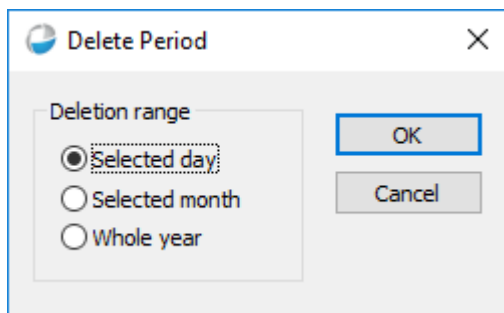 Delete Period
Deletion range
Selected day
Selected month
Whole year
OK
Cancel